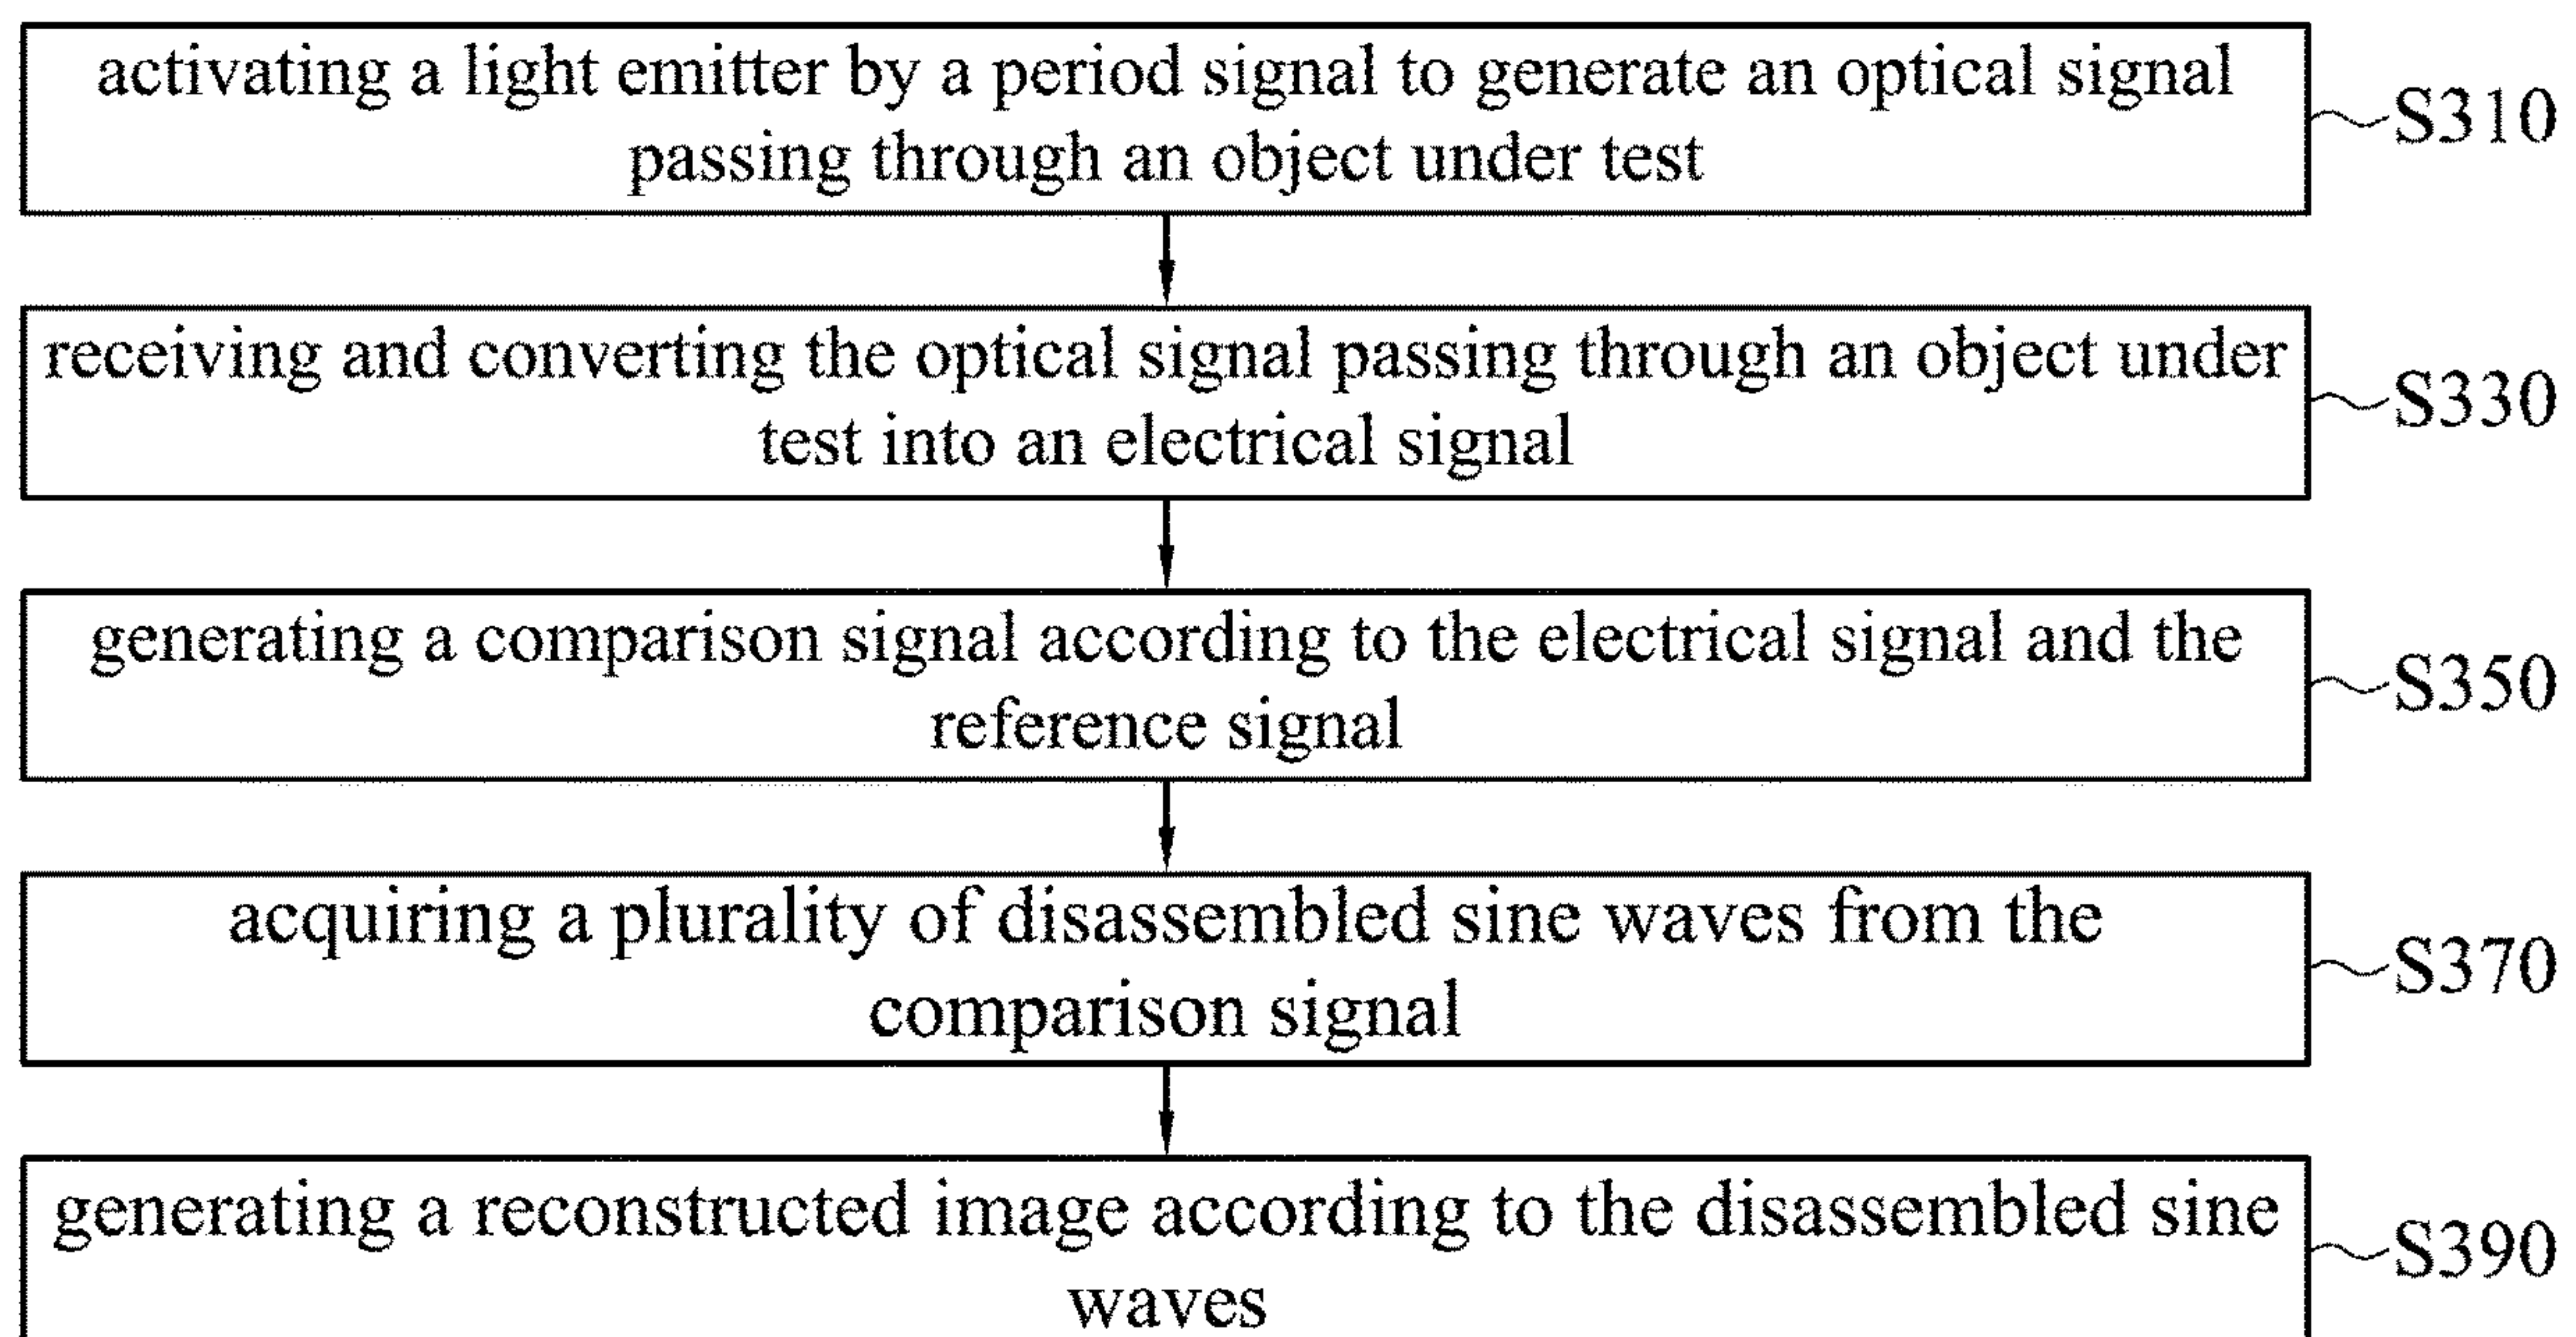 activating a light emitter by a period signal to generate an optical signal
passing through an object under test
S310
receiving and converting the optical signal passing through an object under
test into an electrical signal
S330
generating a comparison signal according to the electrical signal and the
reference signal
S350
acquiring a plurality of disassembled sine waves from the
comparison signal
S370
generating a reconstructed image according to the disassembled sine
waves
S390